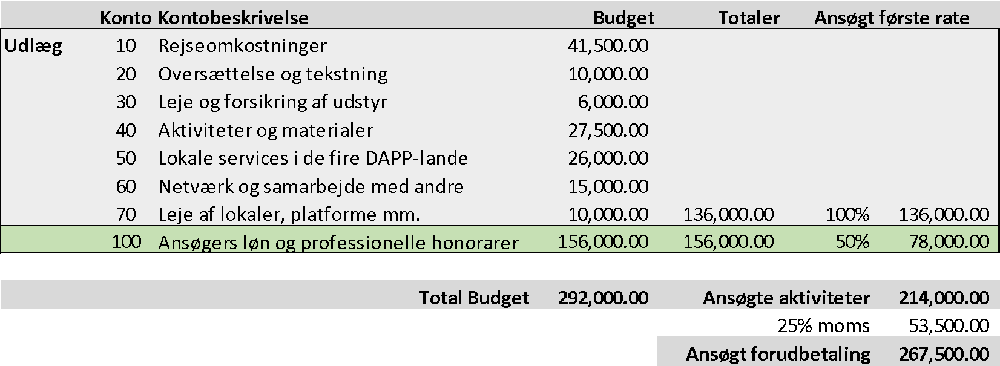 Konto Kontobeskrivelse Budget Totaler Ansøgt første rate
Udlæg 10 Rejseomkostninger 41,500.00
20 Oversættelse og tekstning 10,000.00
30 Leje og forsikring af udstyr 6,000.00
40 Aktiviteter og materialer 27,500.00
50 Lokale services i de fire DAPP-lande 26,000.00
60 Netværk og samarbejde med andre 15,000.00
70 Leje af lokaler, platforme mm. 10,000.00 136,000.00 100% 136,000.00
100 Ansøgers løn og professionelle honorarer 156,000.00 156,000.00 50% 78,000.00
Total Budget 292,000.00 Ansøgte aktiviteter 214,000.00
25% moms 53,500.00
Ansøgt forudbetaling 267,500.00